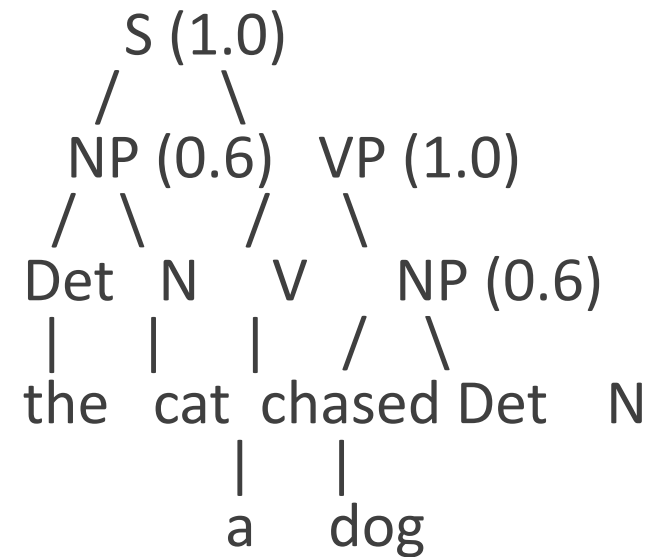 S (1.0)
/ \
NP (0.6) VP (1.0)
/ \ / \
Det N V NP (0.6)
| | | / \
the cat chased Det N
| |
a dog